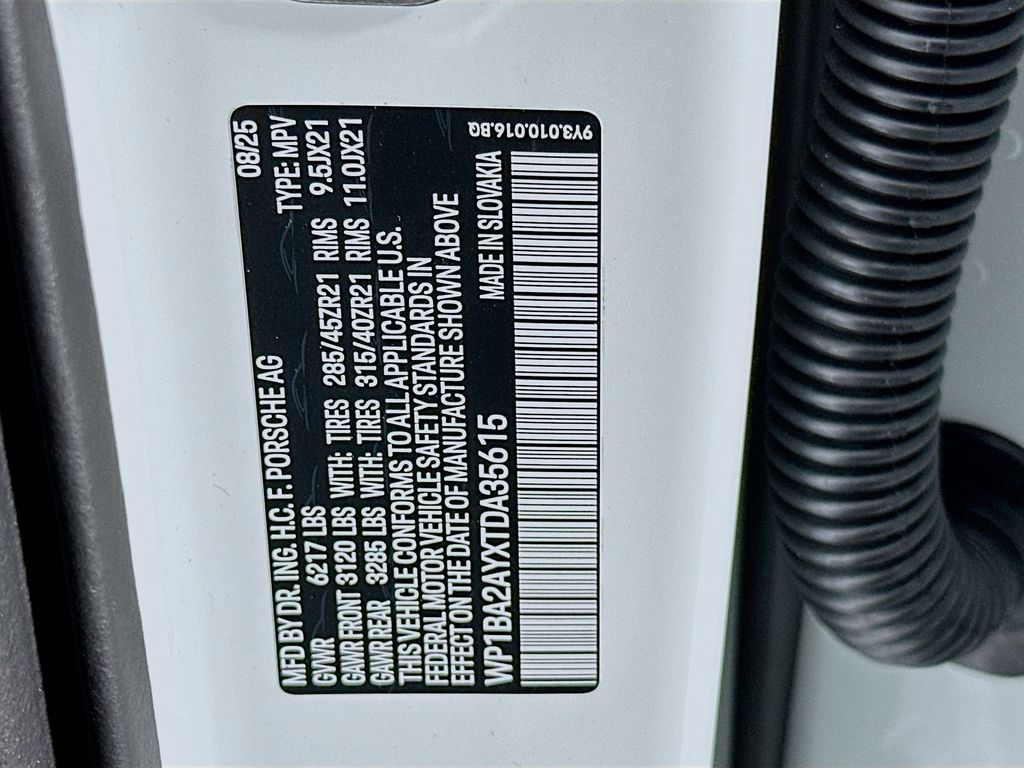 MFD BY DR. ING. H.C. F. PORSCHE AG 08/25
GVWR 6217 LBS TYPE: MPV
GAWR FRONT 3120 LBS WITH: TIRES 285/45ZR21 RIMS 9.5JX21
GAWR REAR 3285 LBS WITH: TIRES 315/40ZR21 RIMS 11.0JX21
THIS VEHICLE CONFORMS TO ALL APPLICABLE U.S.
FEDERAL MOTOR VEHICLE SAFETY STANDARDS IN
EFFECT ON THE DATE OF MANUFACTURE SHOWN ABOVE
WP1BA2AYXTDA35615 MADE IN SLOVAKIA
9Y3.010.016.BQ